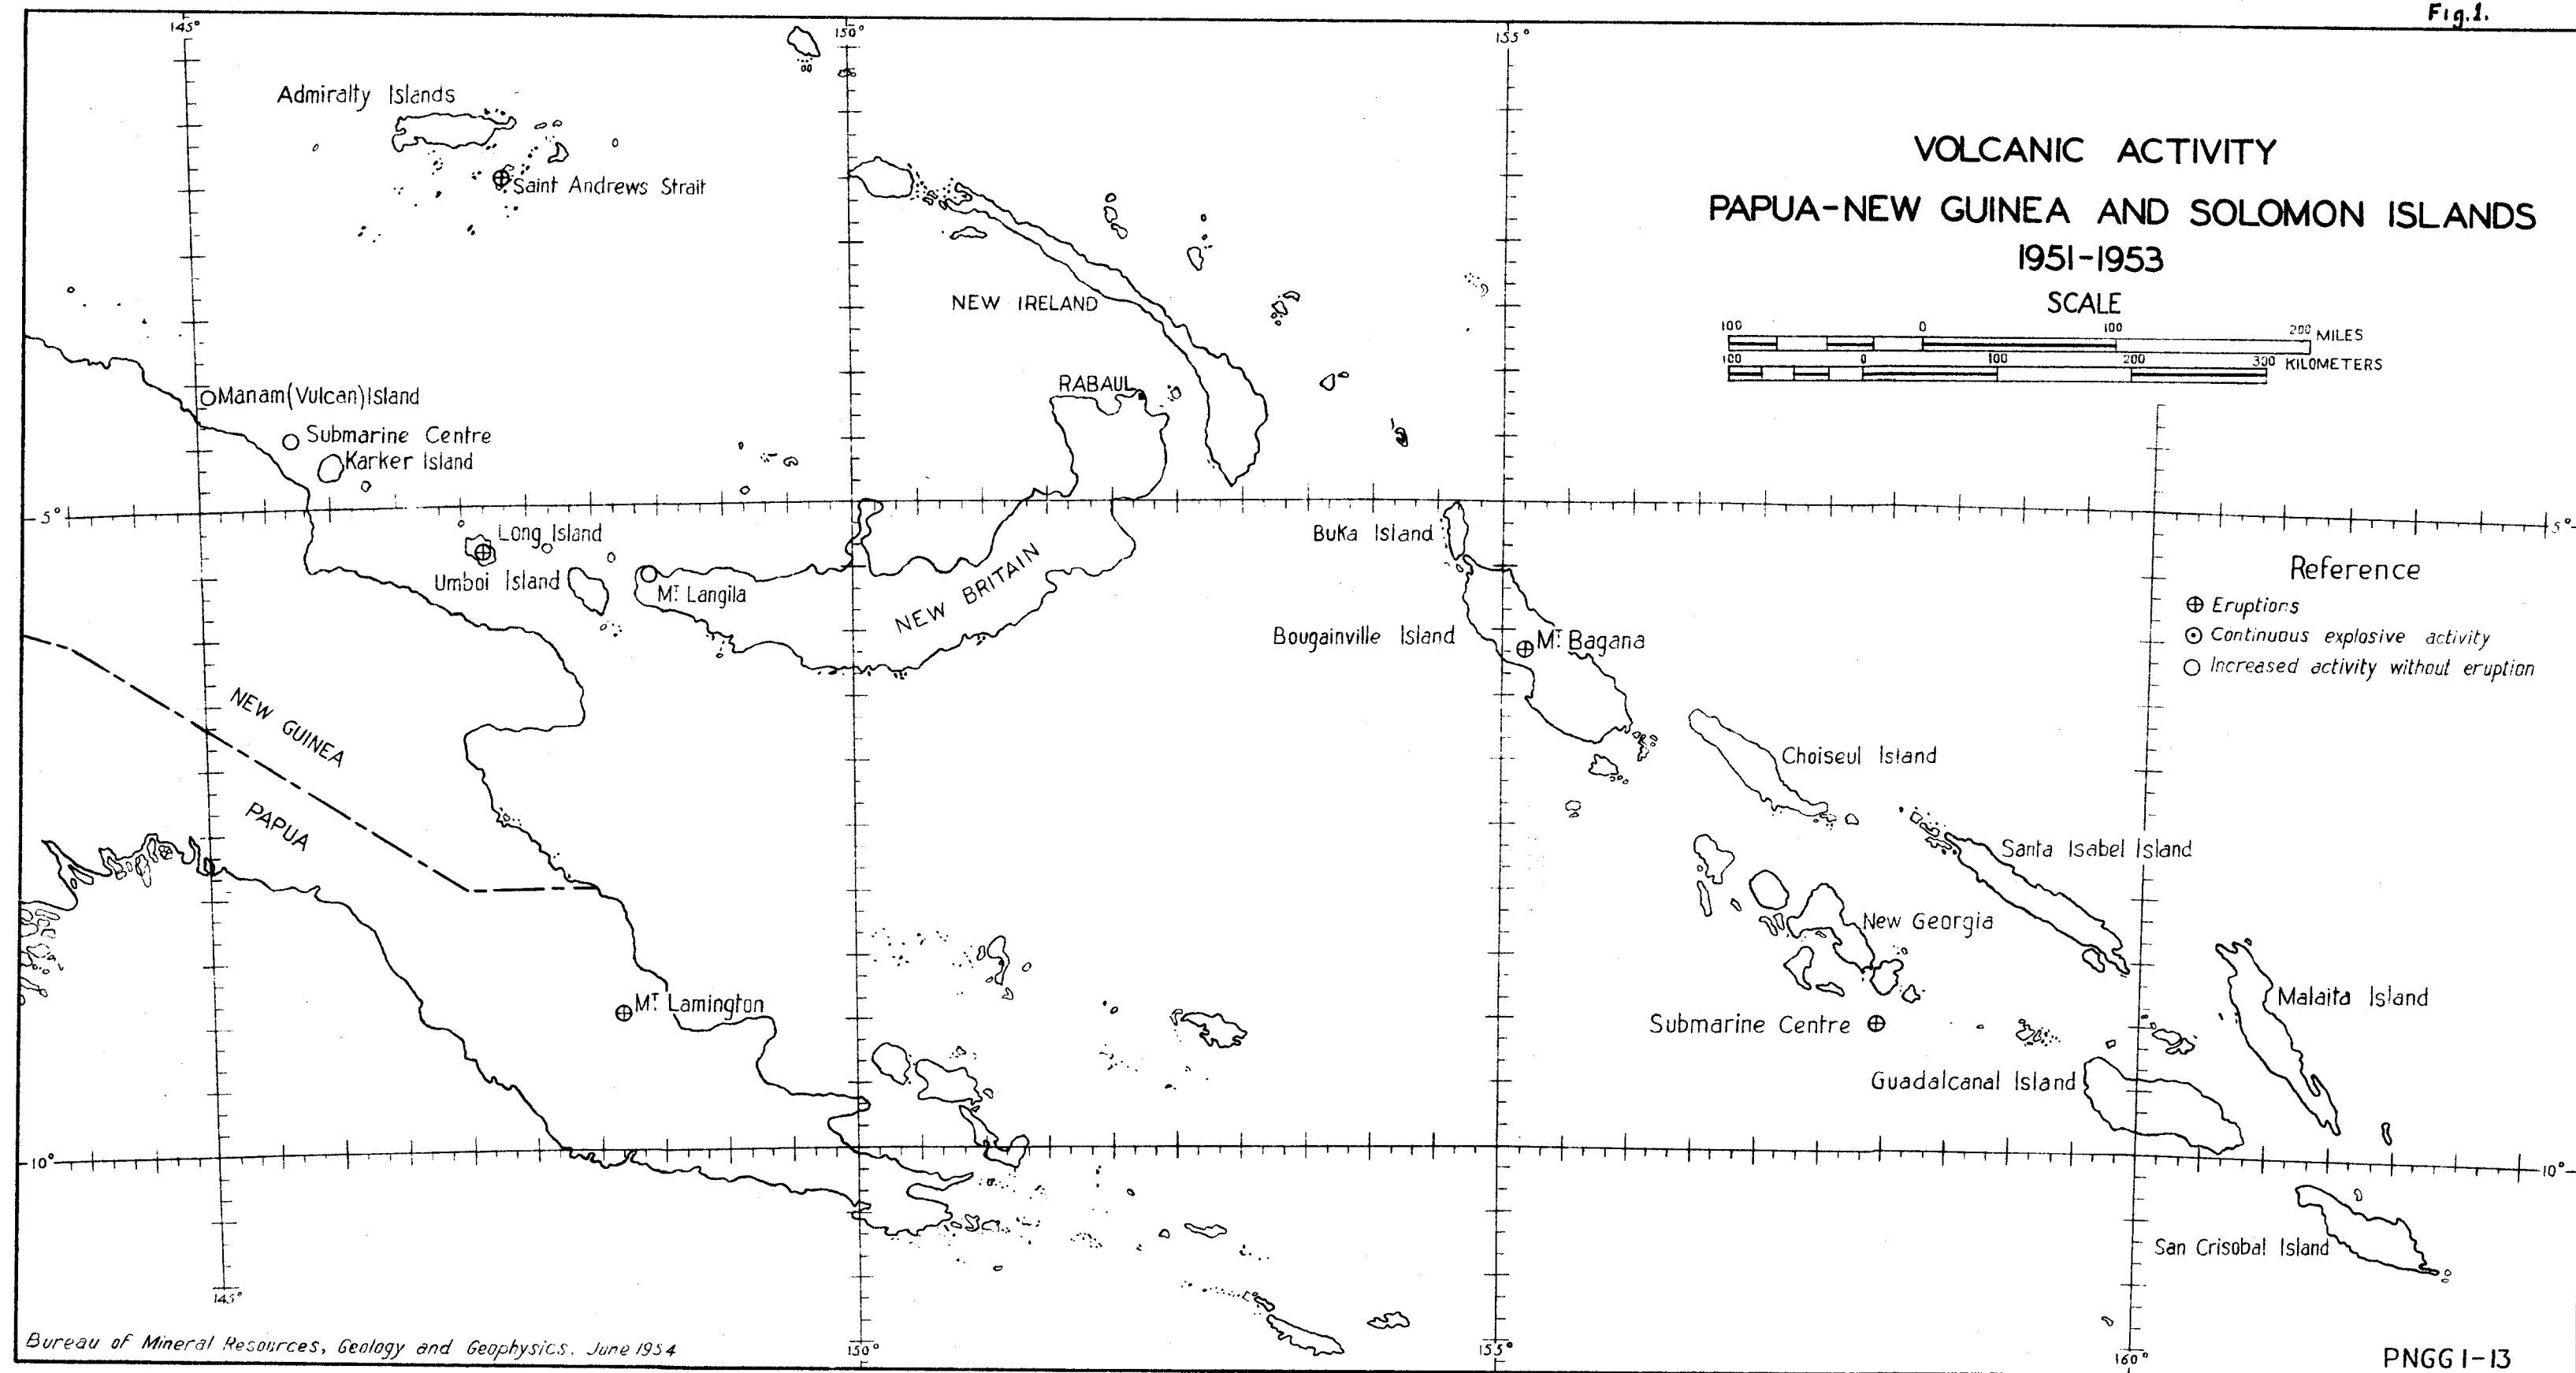 Fig.1.
145°
150°
155°
Admiralty Islands
Saint Andrews Strait
VOLCANIC ACTIVITY
PAPUA-NEW GUINEA AND SOLOMON ISLANDS
1951-1953
SCALE
100 0 100 200 MILES
100 0 100 200 300 KILOMETERS
NEW IRELAND
RABAUL
Manam(Vulcan)Island
Submarine Centre
Karker Island
5°
5°
Long Island
Umboi Island
Mᵀ Langila
NEW BRITAIN
Buka Island
Bougainville Island
Mᵀ Bagana
Reference
Eruptions
Continuous explosive activity
Increased activity without eruption
NEW GUINEA
PAPUA
Choiseul Island
Santa Isabel Island
New Georgia
Mᵀ Lamington
Submarine Centre
Malaita Island
Guadalcanal Island
10°
10°
San Crisobal Island
145°
150°
155°
160°
Bureau of Mineral Resources, Geology and Geophysics. June 1954
PNGG1-13